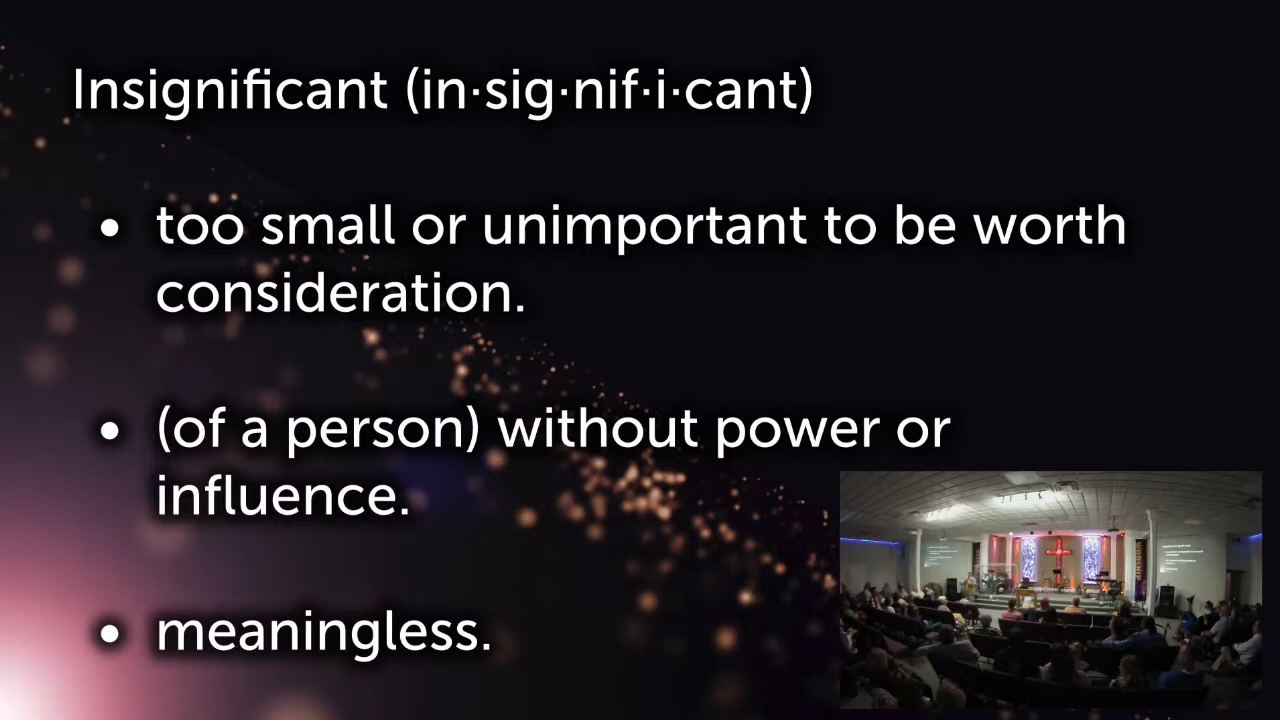 Insignificant (in·sig·nif·i·cant)
• too small or unimportant to be worth
consideration.
• (of a person) without power or
influence.
• meaningless.
WORSHIP